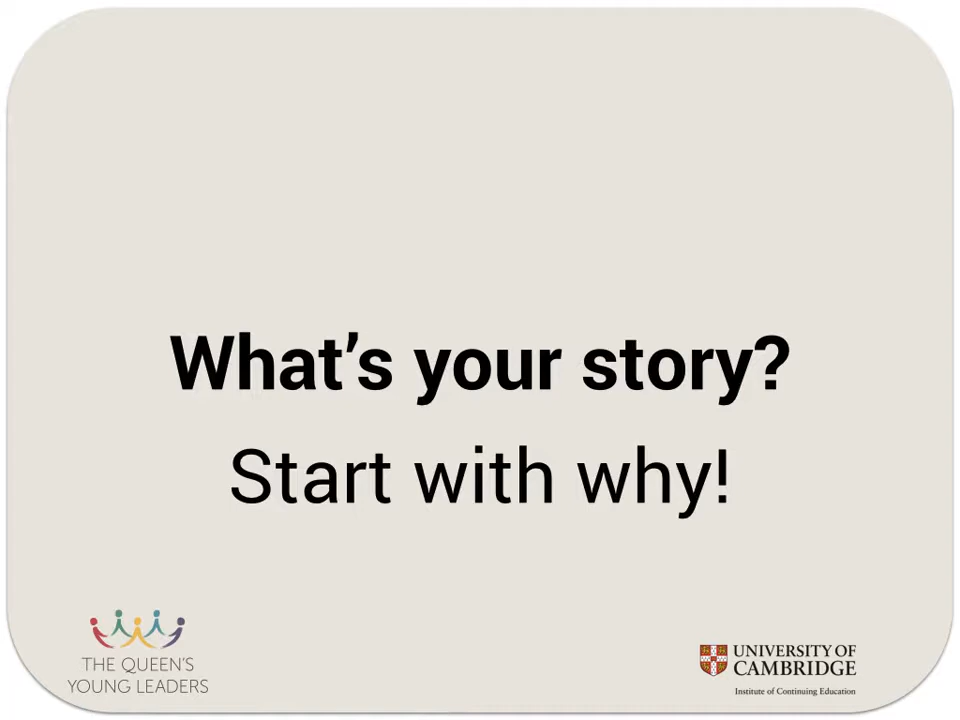 What’s your story?
Start with why!
THE QUEEN’S
YOUNG LEADERS
UNIVERSITY OF
CAMBRIDGE
Institute of Continuing Education